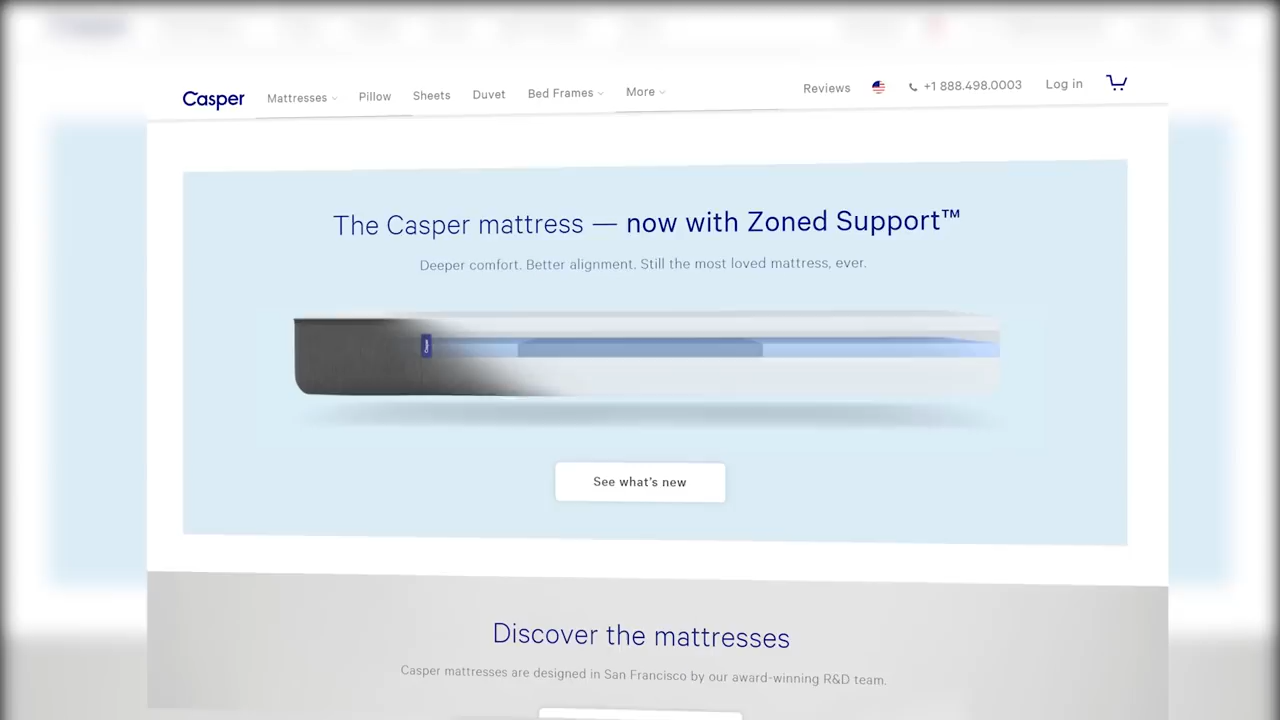 Casper Mattresses Pillow Sheets Duvet Bed Frames More Reviews +1 888.498.0003 Log in
The Casper mattress — now with Zoned Support™
Deeper comfort. Better alignment. Still the most loved mattress, ever.
Casper
See what's new
Discover the mattresses
Casper mattresses are designed in San Francisco by our award-winning R&D team.